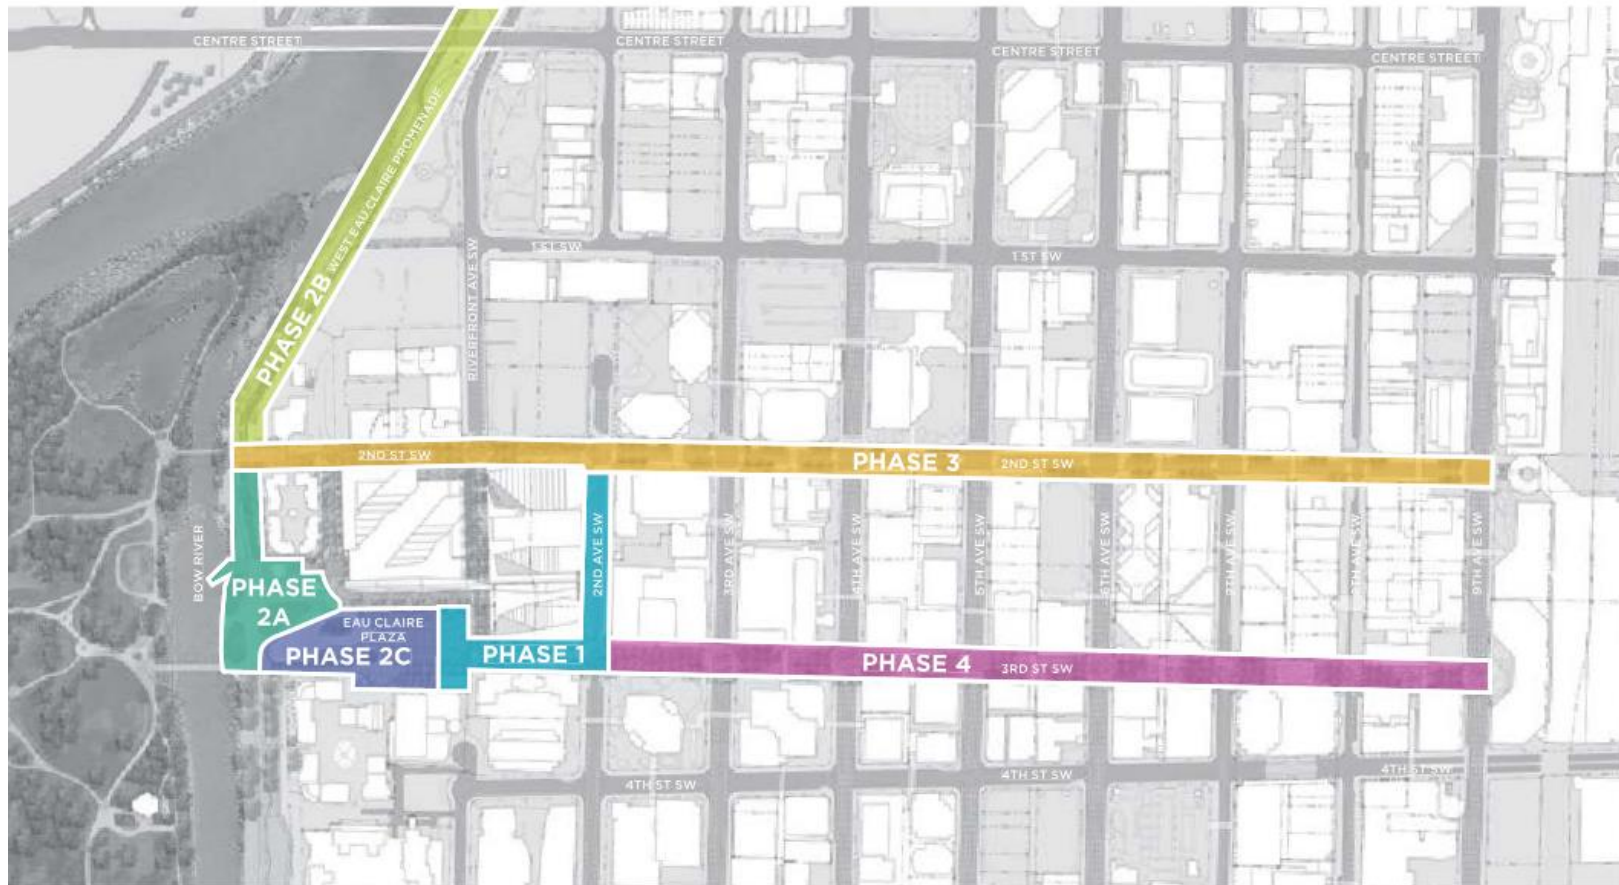 CENTRE STREET
CENTRE STREET
CENTRE STREET
CENTRE STREET
WEST EAU CLAIRE PROMENADE
PHASE 2B
RIVERFRONT AVE SW
1 ST SW
1 ST SW
2ND ST SW
PHASE 3
2ND ST SW
BOW RIVER
2ND AVE SW
3RD AVE SW
4TH AVE SW
5TH AVE SW
6TH AVE SW
7TH AVE SW
8TH AVE SW
9TH AVE SW
PHASE
2A
EAU CLAIRE
PLAZA
PHASE 2C
PHASE 1
PHASE 4
3RD ST SW
4TH ST SW
4TH ST SW
4TH ST SW